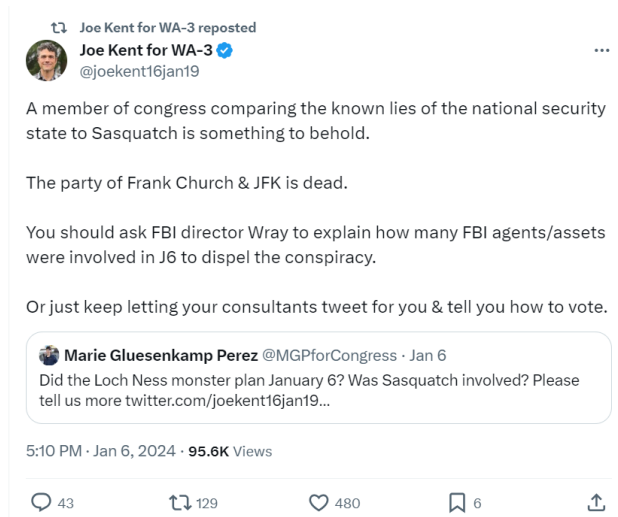 Joe Kent for WA-3 reposted
Joe Kent for WA-3
@joekent16jan19
A member of congress comparing the known lies of the national security
state to Sasquatch is something to behold.
The party of Frank Church & JFK is dead.
You should ask FBI director Wray to explain how many FBI agents/assets
were involved in J6 to dispel the conspiracy.
Or just keep letting your consultants tweet for you & tell you how to vote.
Marie Gluesenkamp Perez @MGPforCongress · Jan 6
Did the Loch Ness monster plan January 6? Was Sasquatch involved? Please
tell us more twitter.com/joekent16jan19...
5:10 PM · Jan 6, 2024 · 95.6K Views
43 129 480 6